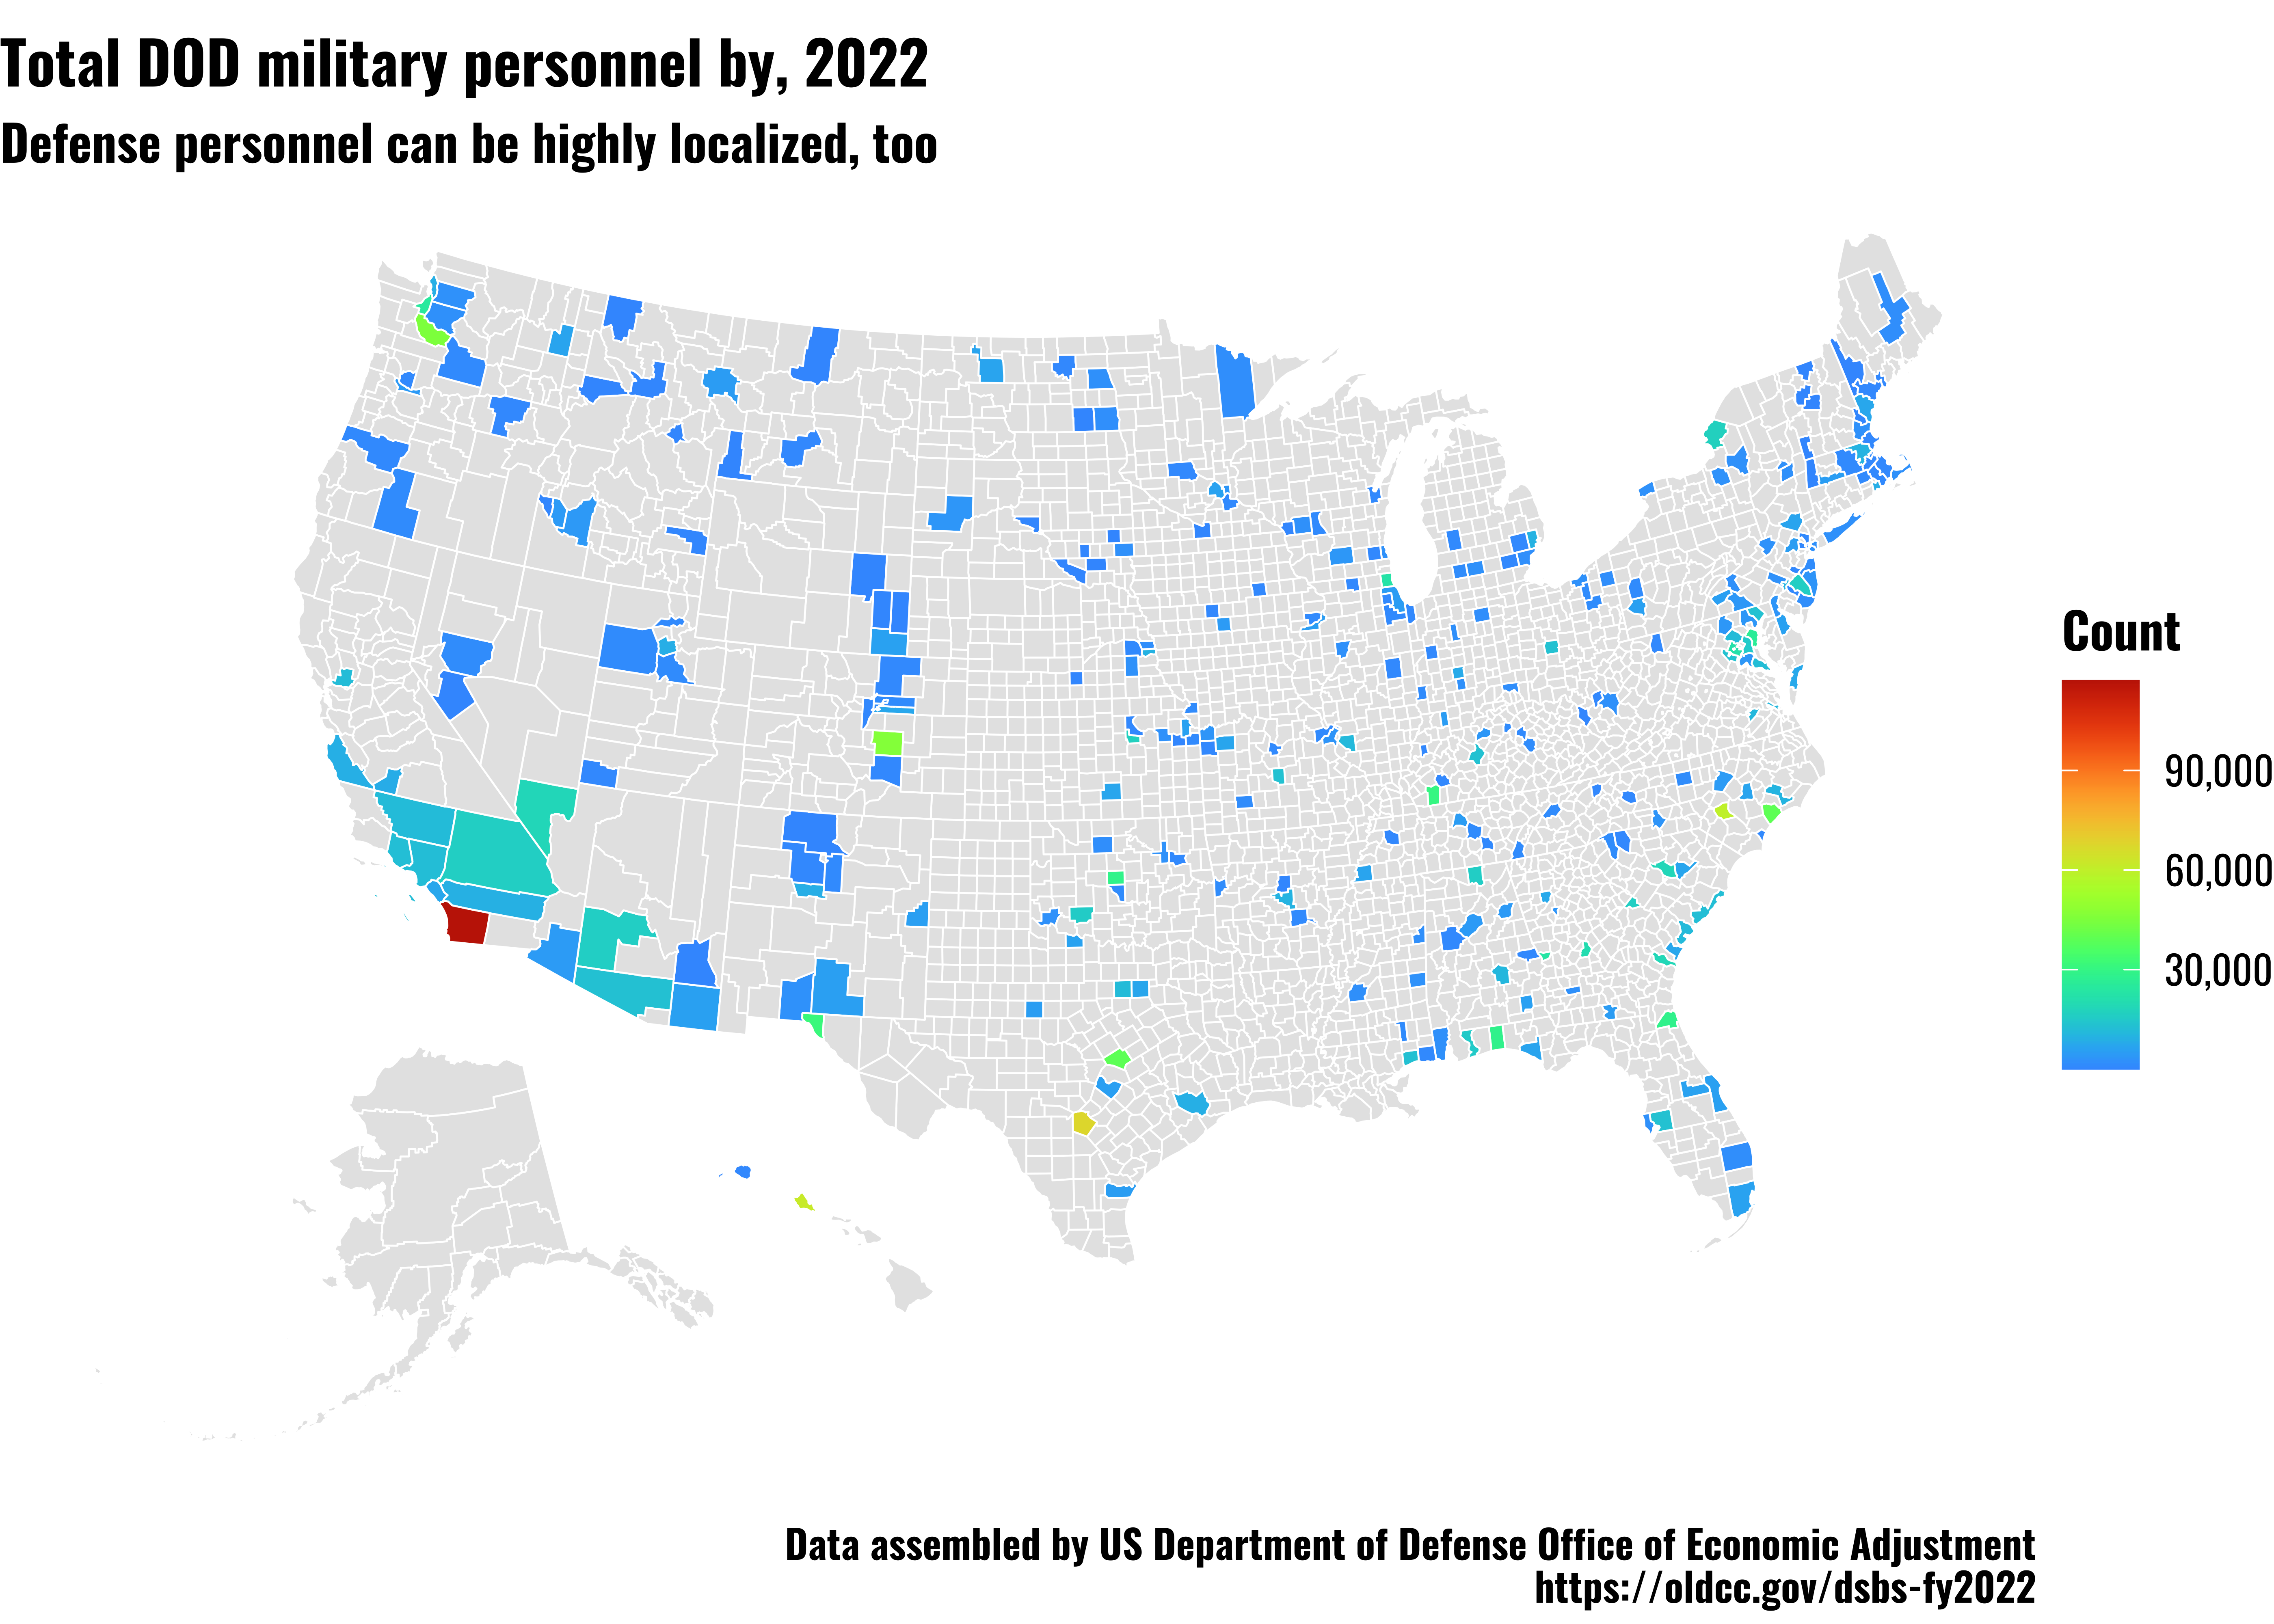 Total DOD military personnel by, 2022
Defense personnel can be highly localized, too
Count
90,000
60,000
30,000
Data assembled by US Department of Defense Office of Economic Adjustment
https://oldcc.gov/dsbs-fy2022